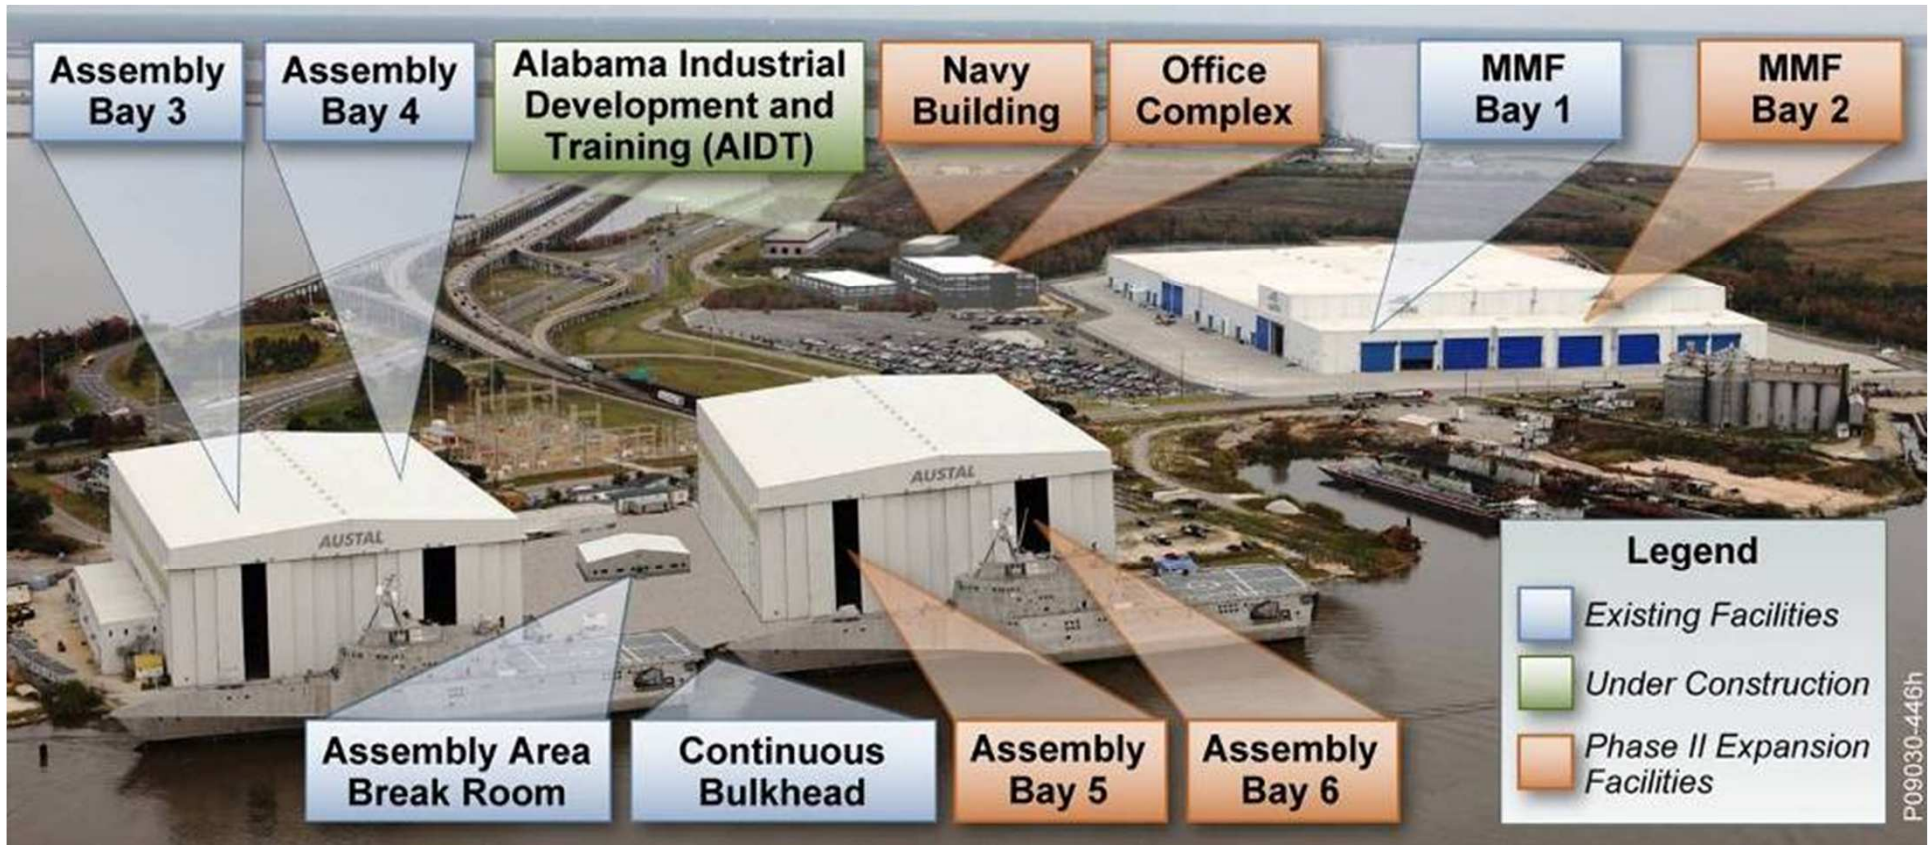 Assembly
Bay 3
Assembly
Bay 4
Alabama Industrial
Development and
Training (AIDT)
Navy
Building
Office
Complex
MMF
Bay 1
MMF
Bay 2
AUSTAL
AUSTAL
Assembly Area
Break Room
Continuous
Bulkhead
Assembly
Bay 5
Assembly
Bay 6
Legend
Existing Facilities
Under Construction
Phase II Expansion
Facilities
P09030-446h